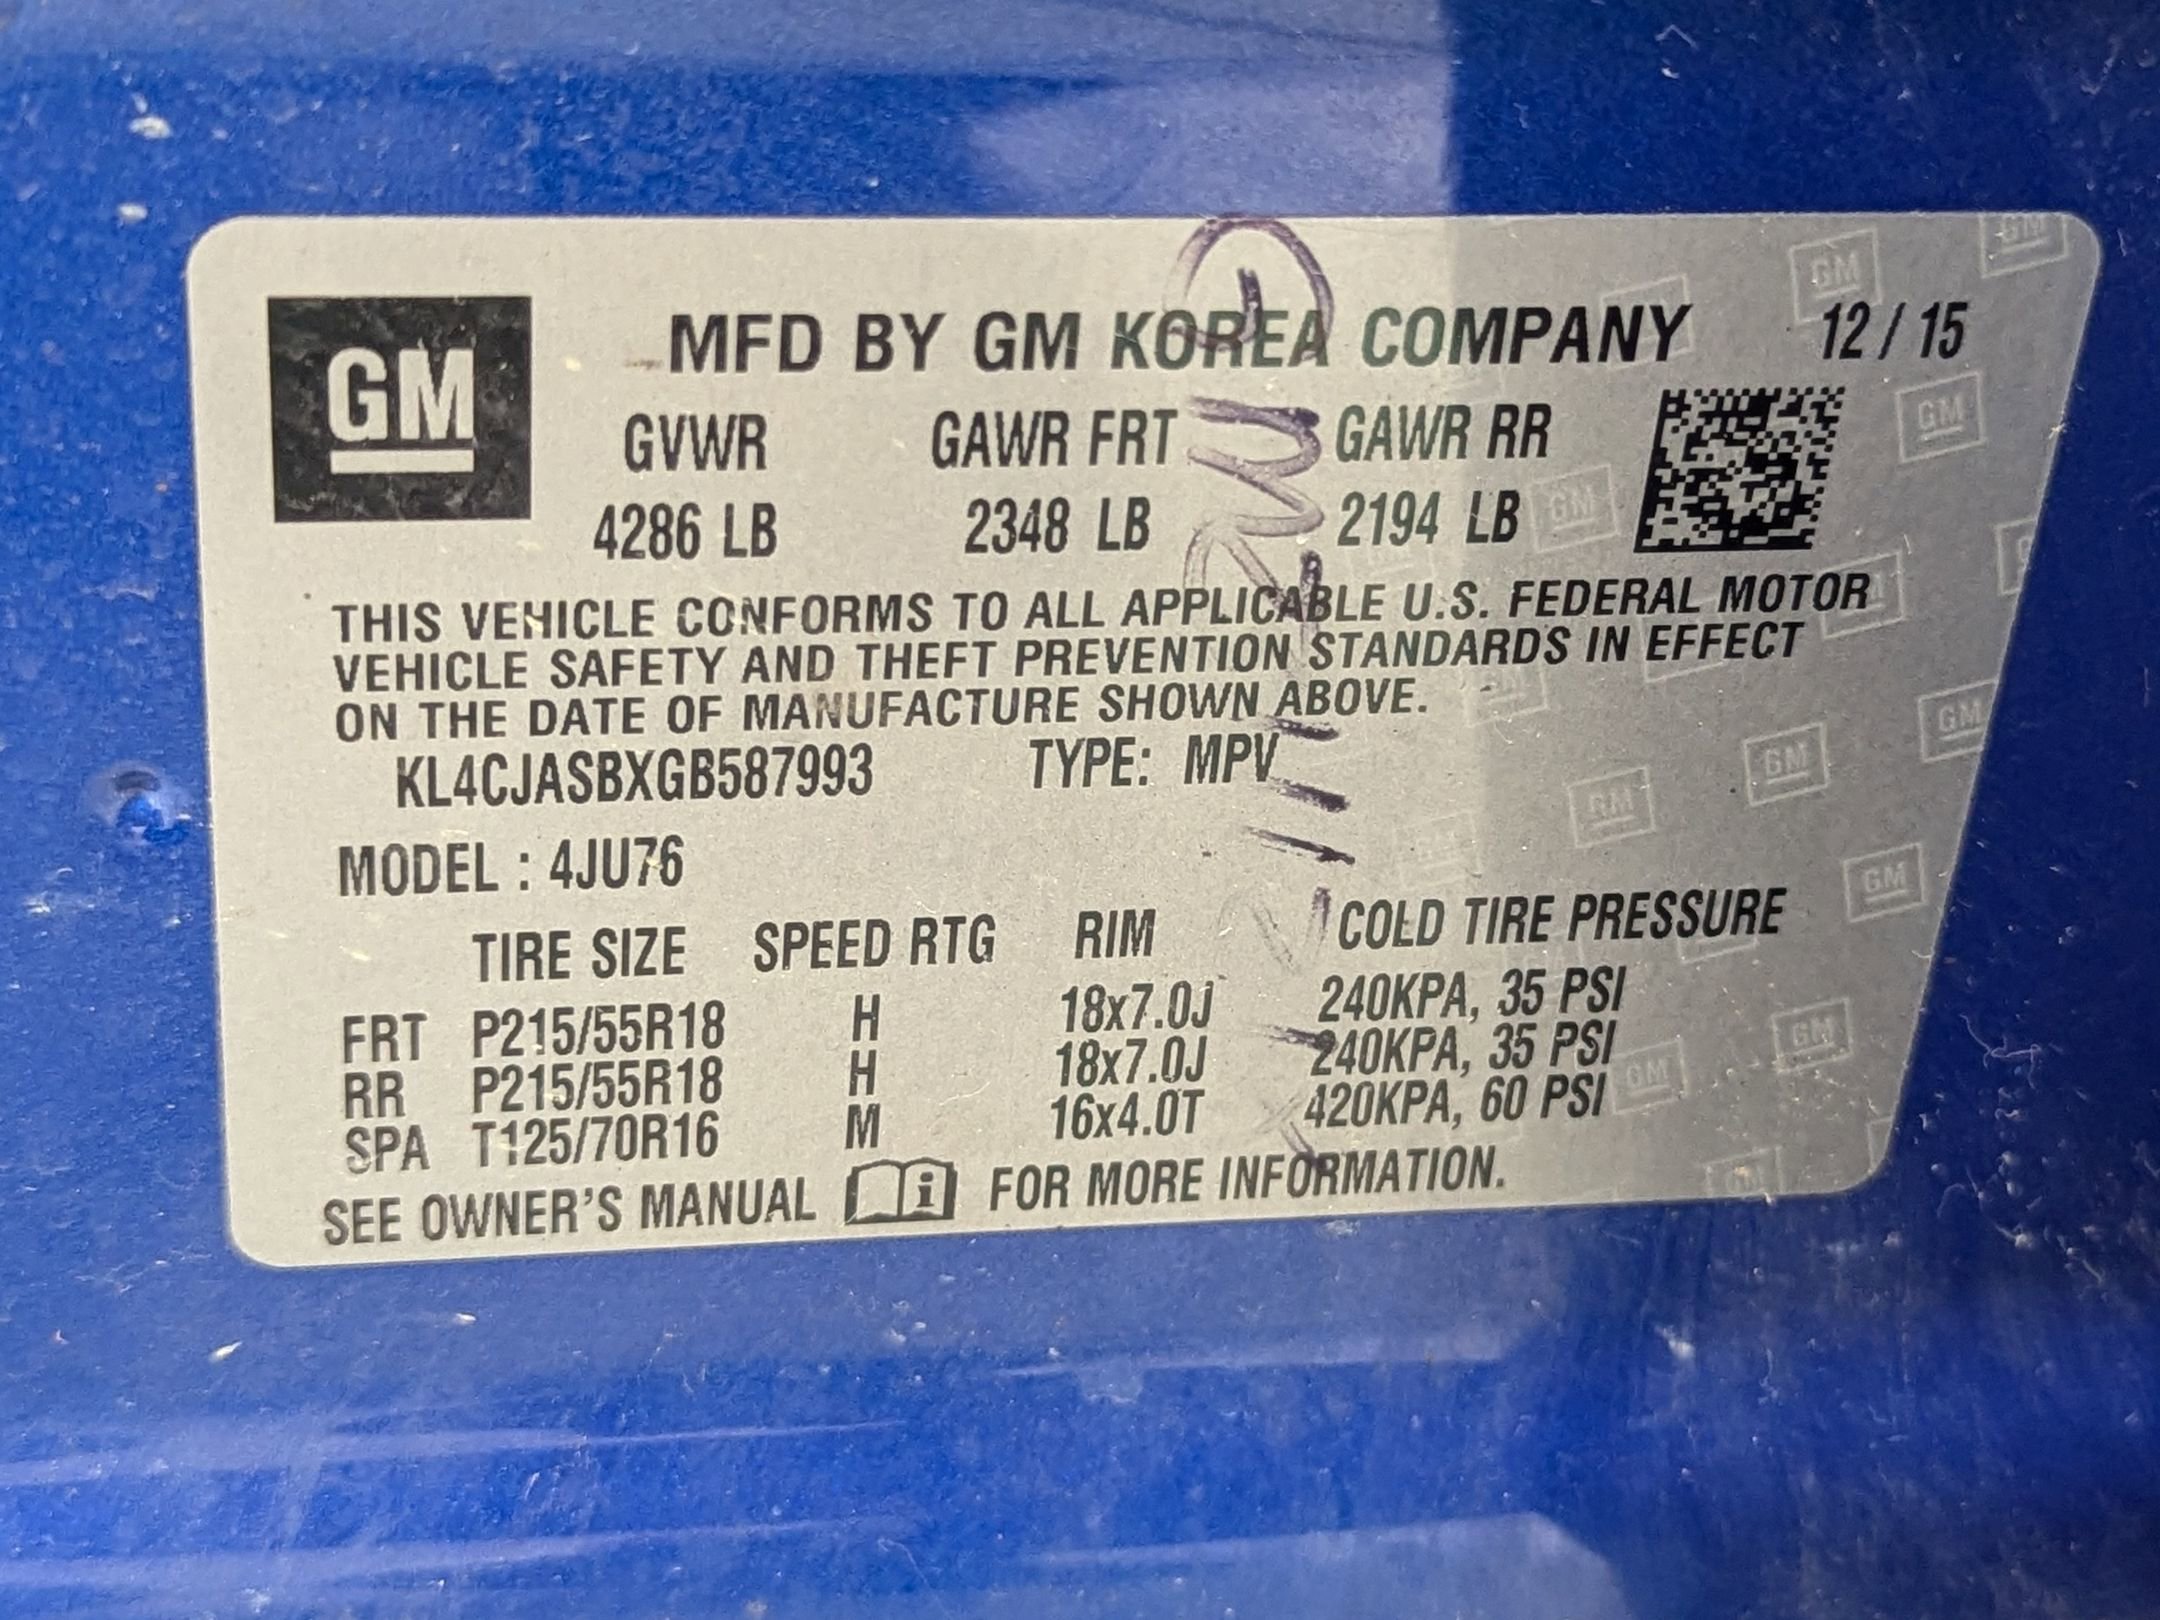 GM
MFD BY GM KOREA COMPANY 12 / 15
GVWR GAWR FRT GAWR RR
4286 LB 2348 LB 2194 LB
THIS VEHICLE CONFORMS TO ALL APPLICABLE U.S. FEDERAL MOTOR
VEHICLE SAFETY AND THEFT PREVENTION STANDARDS IN EFFECT
ON THE DATE OF MANUFACTURE SHOWN ABOVE.
KL4CJASBXGB587993 TYPE: MPV
MODEL : 4JU76
TIRE SIZE SPEED RTG RIM COLD TIRE PRESSURE
FRT P215/55R18 H 18x7.0J 240KPA, 35 PSI
RR P215/55R18 H 18x7.0J 240KPA, 35 PSI
SPA T125/70R16 M 16x4.0T 420KPA, 60 PSI
SEE OWNER'S MANUAL i FOR MORE INFORMATION.